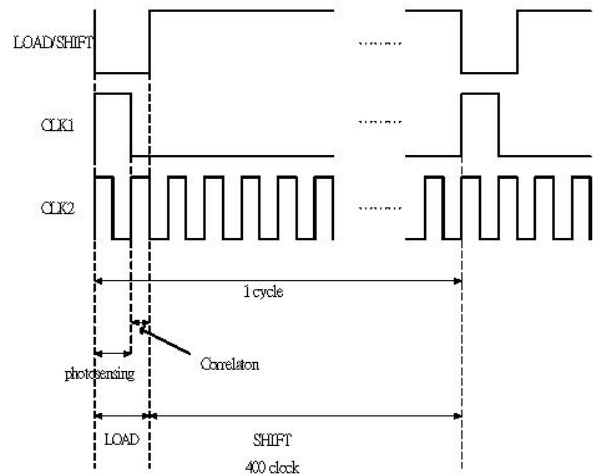 LOAD/SHIFT
CLK1
CLK2
1 cycle
Correlaton
photosensing
LOAD
SHIFT
400 clock